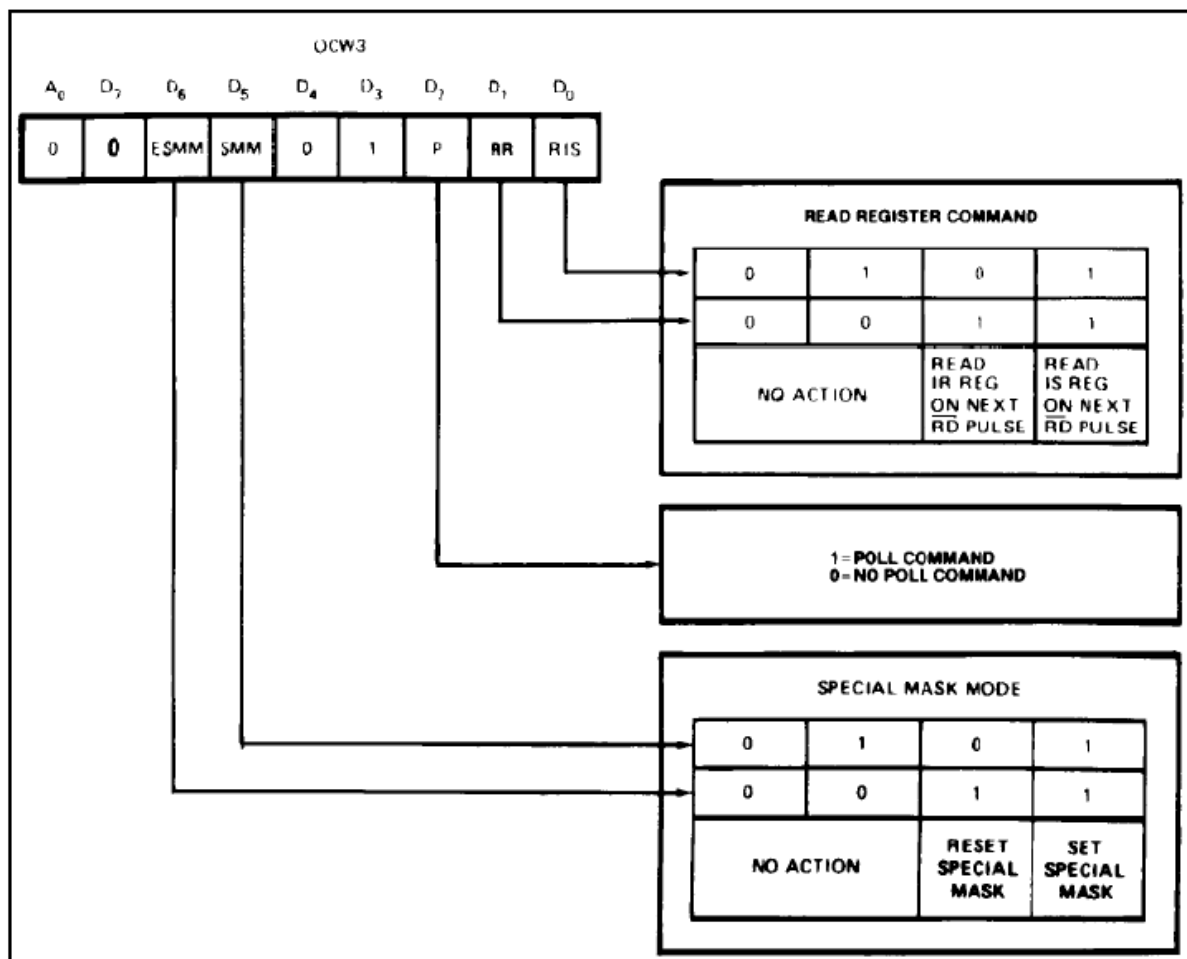 OCW3
A0 D7 D6 D5 D4 D3 D2 D1 D0
0 0 ESMM SMM 0 1 P RR RIS
READ REGISTER COMMAND
0 1 0 1
0 0 1 1
NO ACTION
READ
IR REG
ON NEXT
RD PULSE
READ
IS REG
ON NEXT
RD PULSE
1=POLL COMMAND
0=NO POLL COMMAND
SPECIAL MASK MODE
0 1 0 1
0 0 1 1
NO ACTION
RESET
SPECIAL
MASK
SET
SPECIAL
MASK